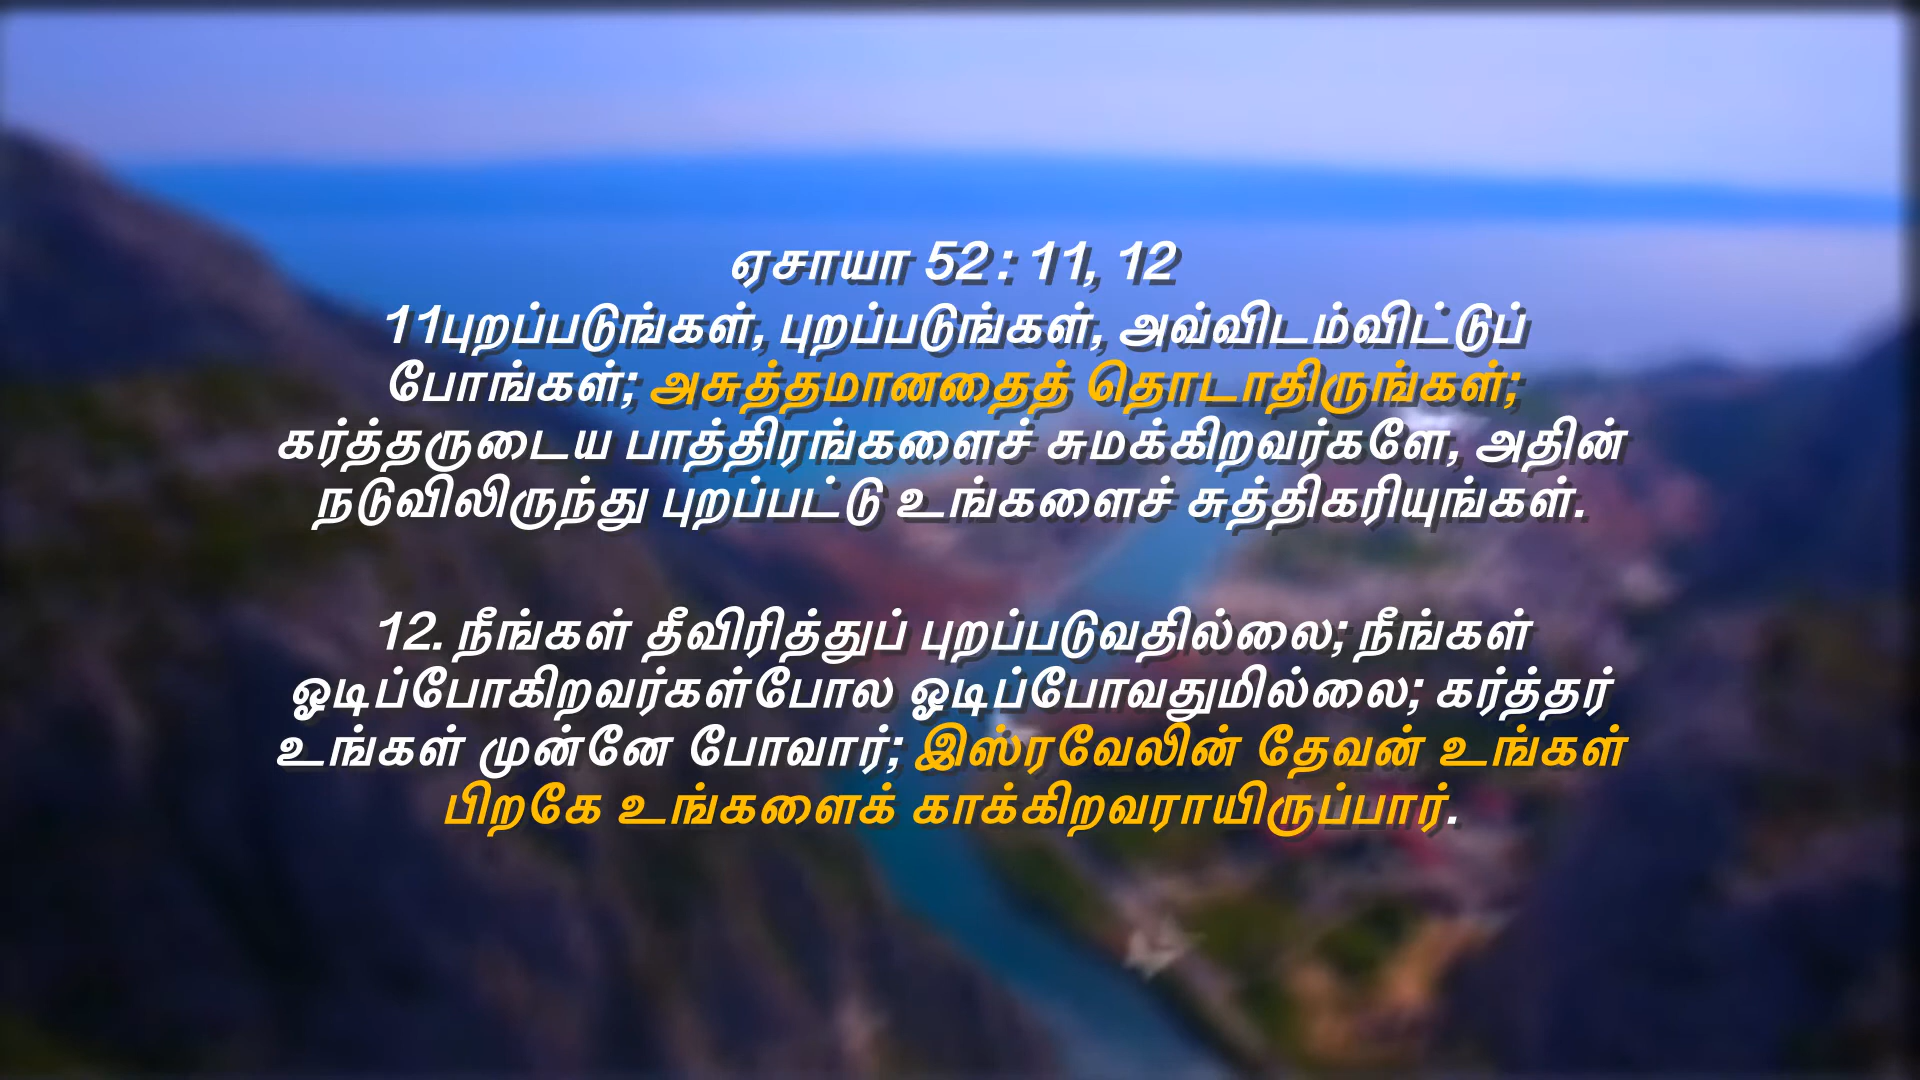 ஏசாயா 52 : 11, 12
11புறப்படுங்கள், புறப்படுங்கள், அவ்விடம்விட்டுப்
போங்கள்; அசுத்தமானதைத் தொடாதிருங்கள்;
கர்த்தருடைய பாத்திரங்களைச் சுமக்கிறவர்களே, அதின்
நடுவிலிருந்து புறப்பட்டு உங்களைச் சுத்திகரியுங்கள்.
12. நீங்கள் தீவிரித்துப் புறப்படுவதில்லை; நீங்கள்
ஓடிப்போகிறவர்கள்போல ஓடிப்போவதுமில்லை; கர்த்தர்
உங்கள் முன்னே போவார்; இஸ்ரவேலின் தேவன் உங்கள்
பிறகே உங்களைக் காக்கிறவராயிருப்பார்.